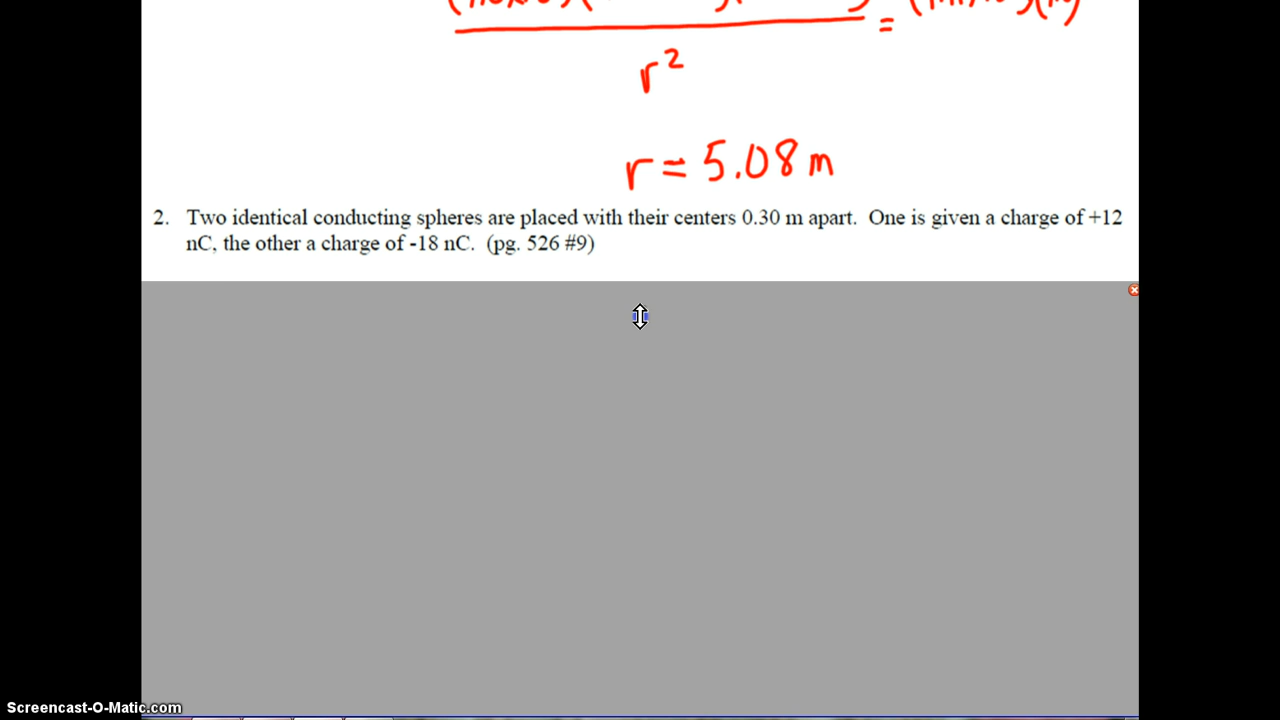 =
r²
r = 5.08 m
2. Two identical conducting spheres are placed with their centers 0.30 m apart. One is given a charge of +12
nC, the other a charge of -18 nC. (pg. 526 #9)
Screencast-O-Matic.com